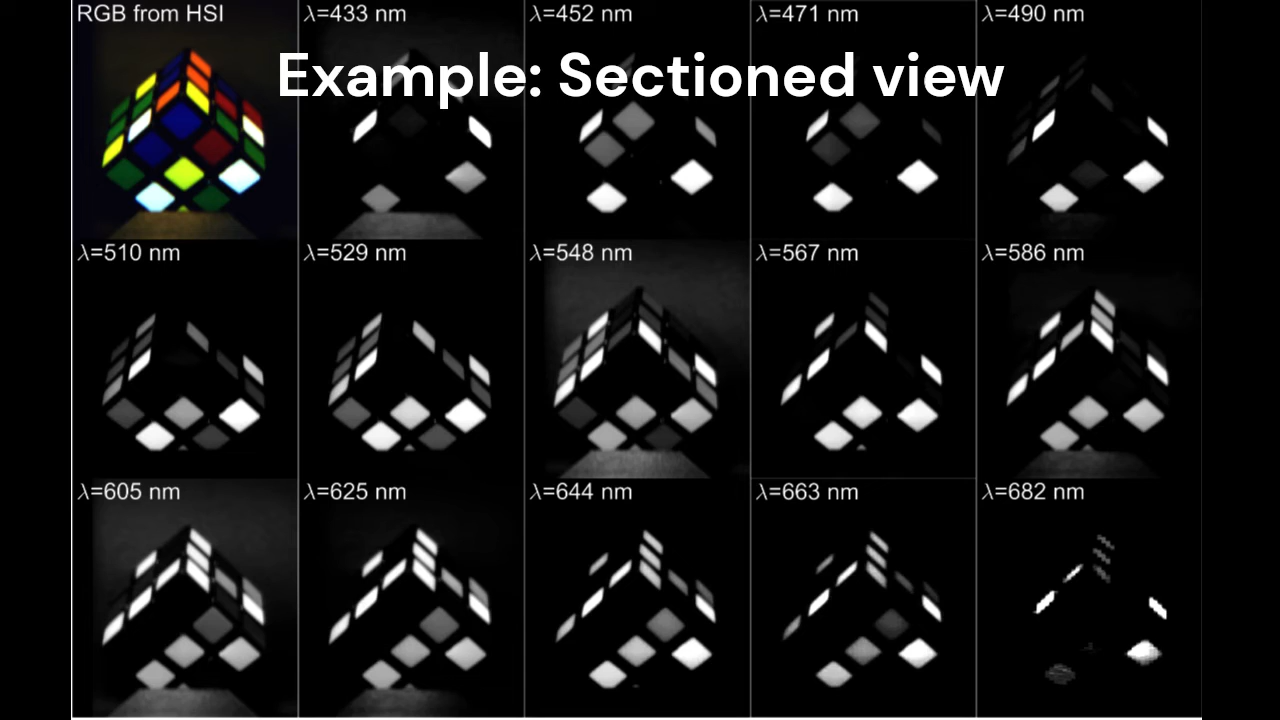 RGB from HSI
λ=433 nm
λ=452 nm
λ=471 nm
λ=490 nm
Example: Sectioned view
λ=510 nm
λ=529 nm
λ=548 nm
λ=567 nm
λ=586 nm
λ=605 nm
λ=625 nm
λ=644 nm
λ=663 nm
λ=682 nm